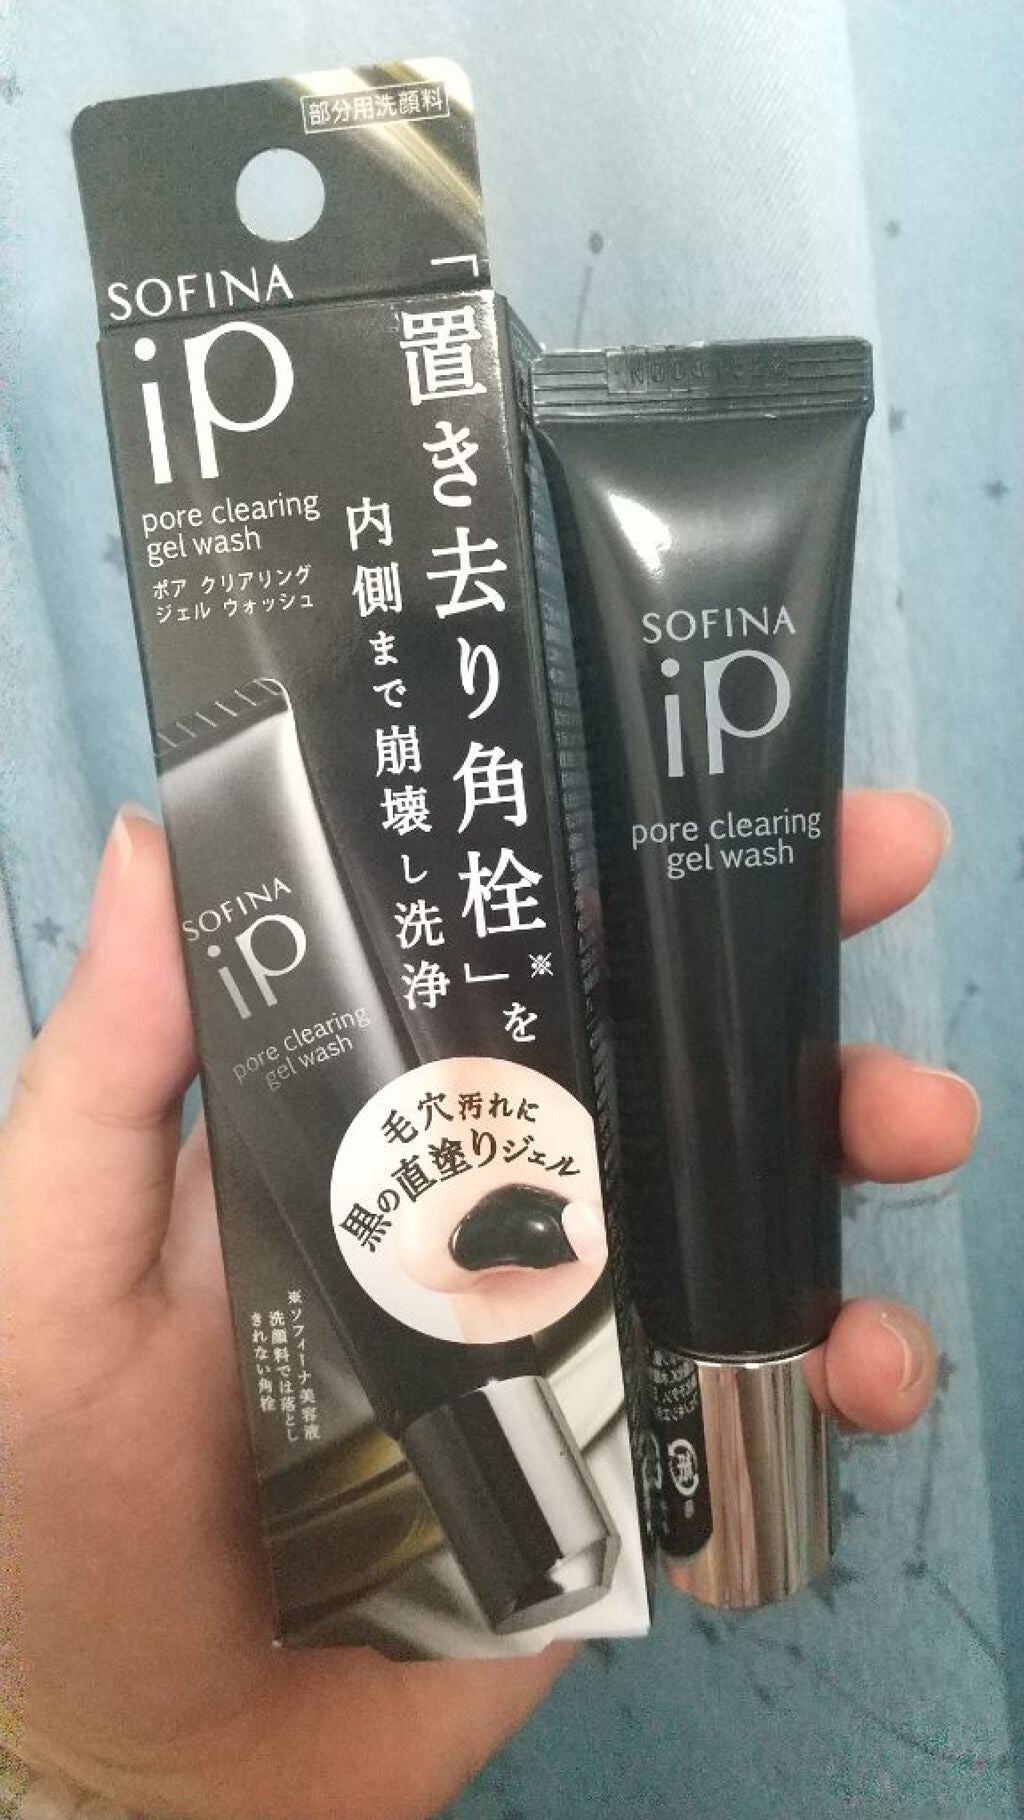 部分用洗顔料
SOFINA
iP
pore clearing
gel wash
ポア クリアリング
ジェル ウォッシュ
「置き去り角栓」※を
内側まで崩壊し洗浄
SOFINA
iP
pore clearing
gel wash
毛穴汚れに
黒の直塗りジェル
※ソフィーナ美容液
洗顔料では落とし
きれない角栓
SOFINA
iP
pore clearing
gel wash